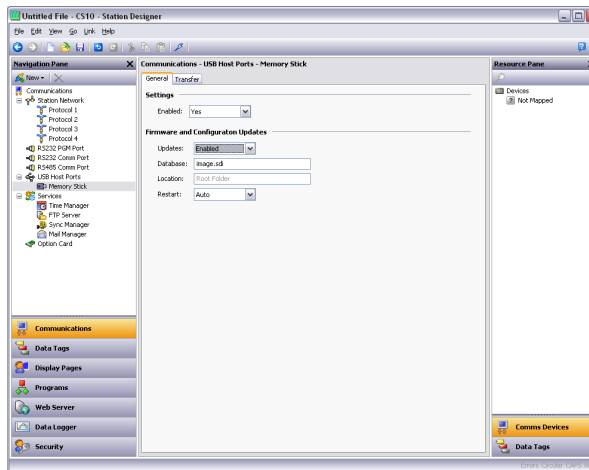 Untitled File - CS10 - Station Designer
File Edit View Go Link Help
Navigation Pane
New
Communications
Station Network
Protocol 1
Protocol 2
Protocol 3
Protocol 4
RS232 PGM Port
RS232 Comm Port
RS485 Comm Port
USB Host Ports
Memory Stick
Services
Time Manager
FTP Server
Sync Manager
Mail Manager
Option Card
Communications
Data Tags
Display Pages
Programs
Web Server
Data Logger
Security
Communications - USB Host Ports - Memory Stick
General Transfer
Settings
Enabled: Yes
Firmware and Configuraton Updates
Updates: Enabled
Database: image.sdi
Location: Root Folder
Restart: Auto
Resource Pane
Devices
Not Mapped
Comms Devices
Data Tags
Errors Circular CAPS